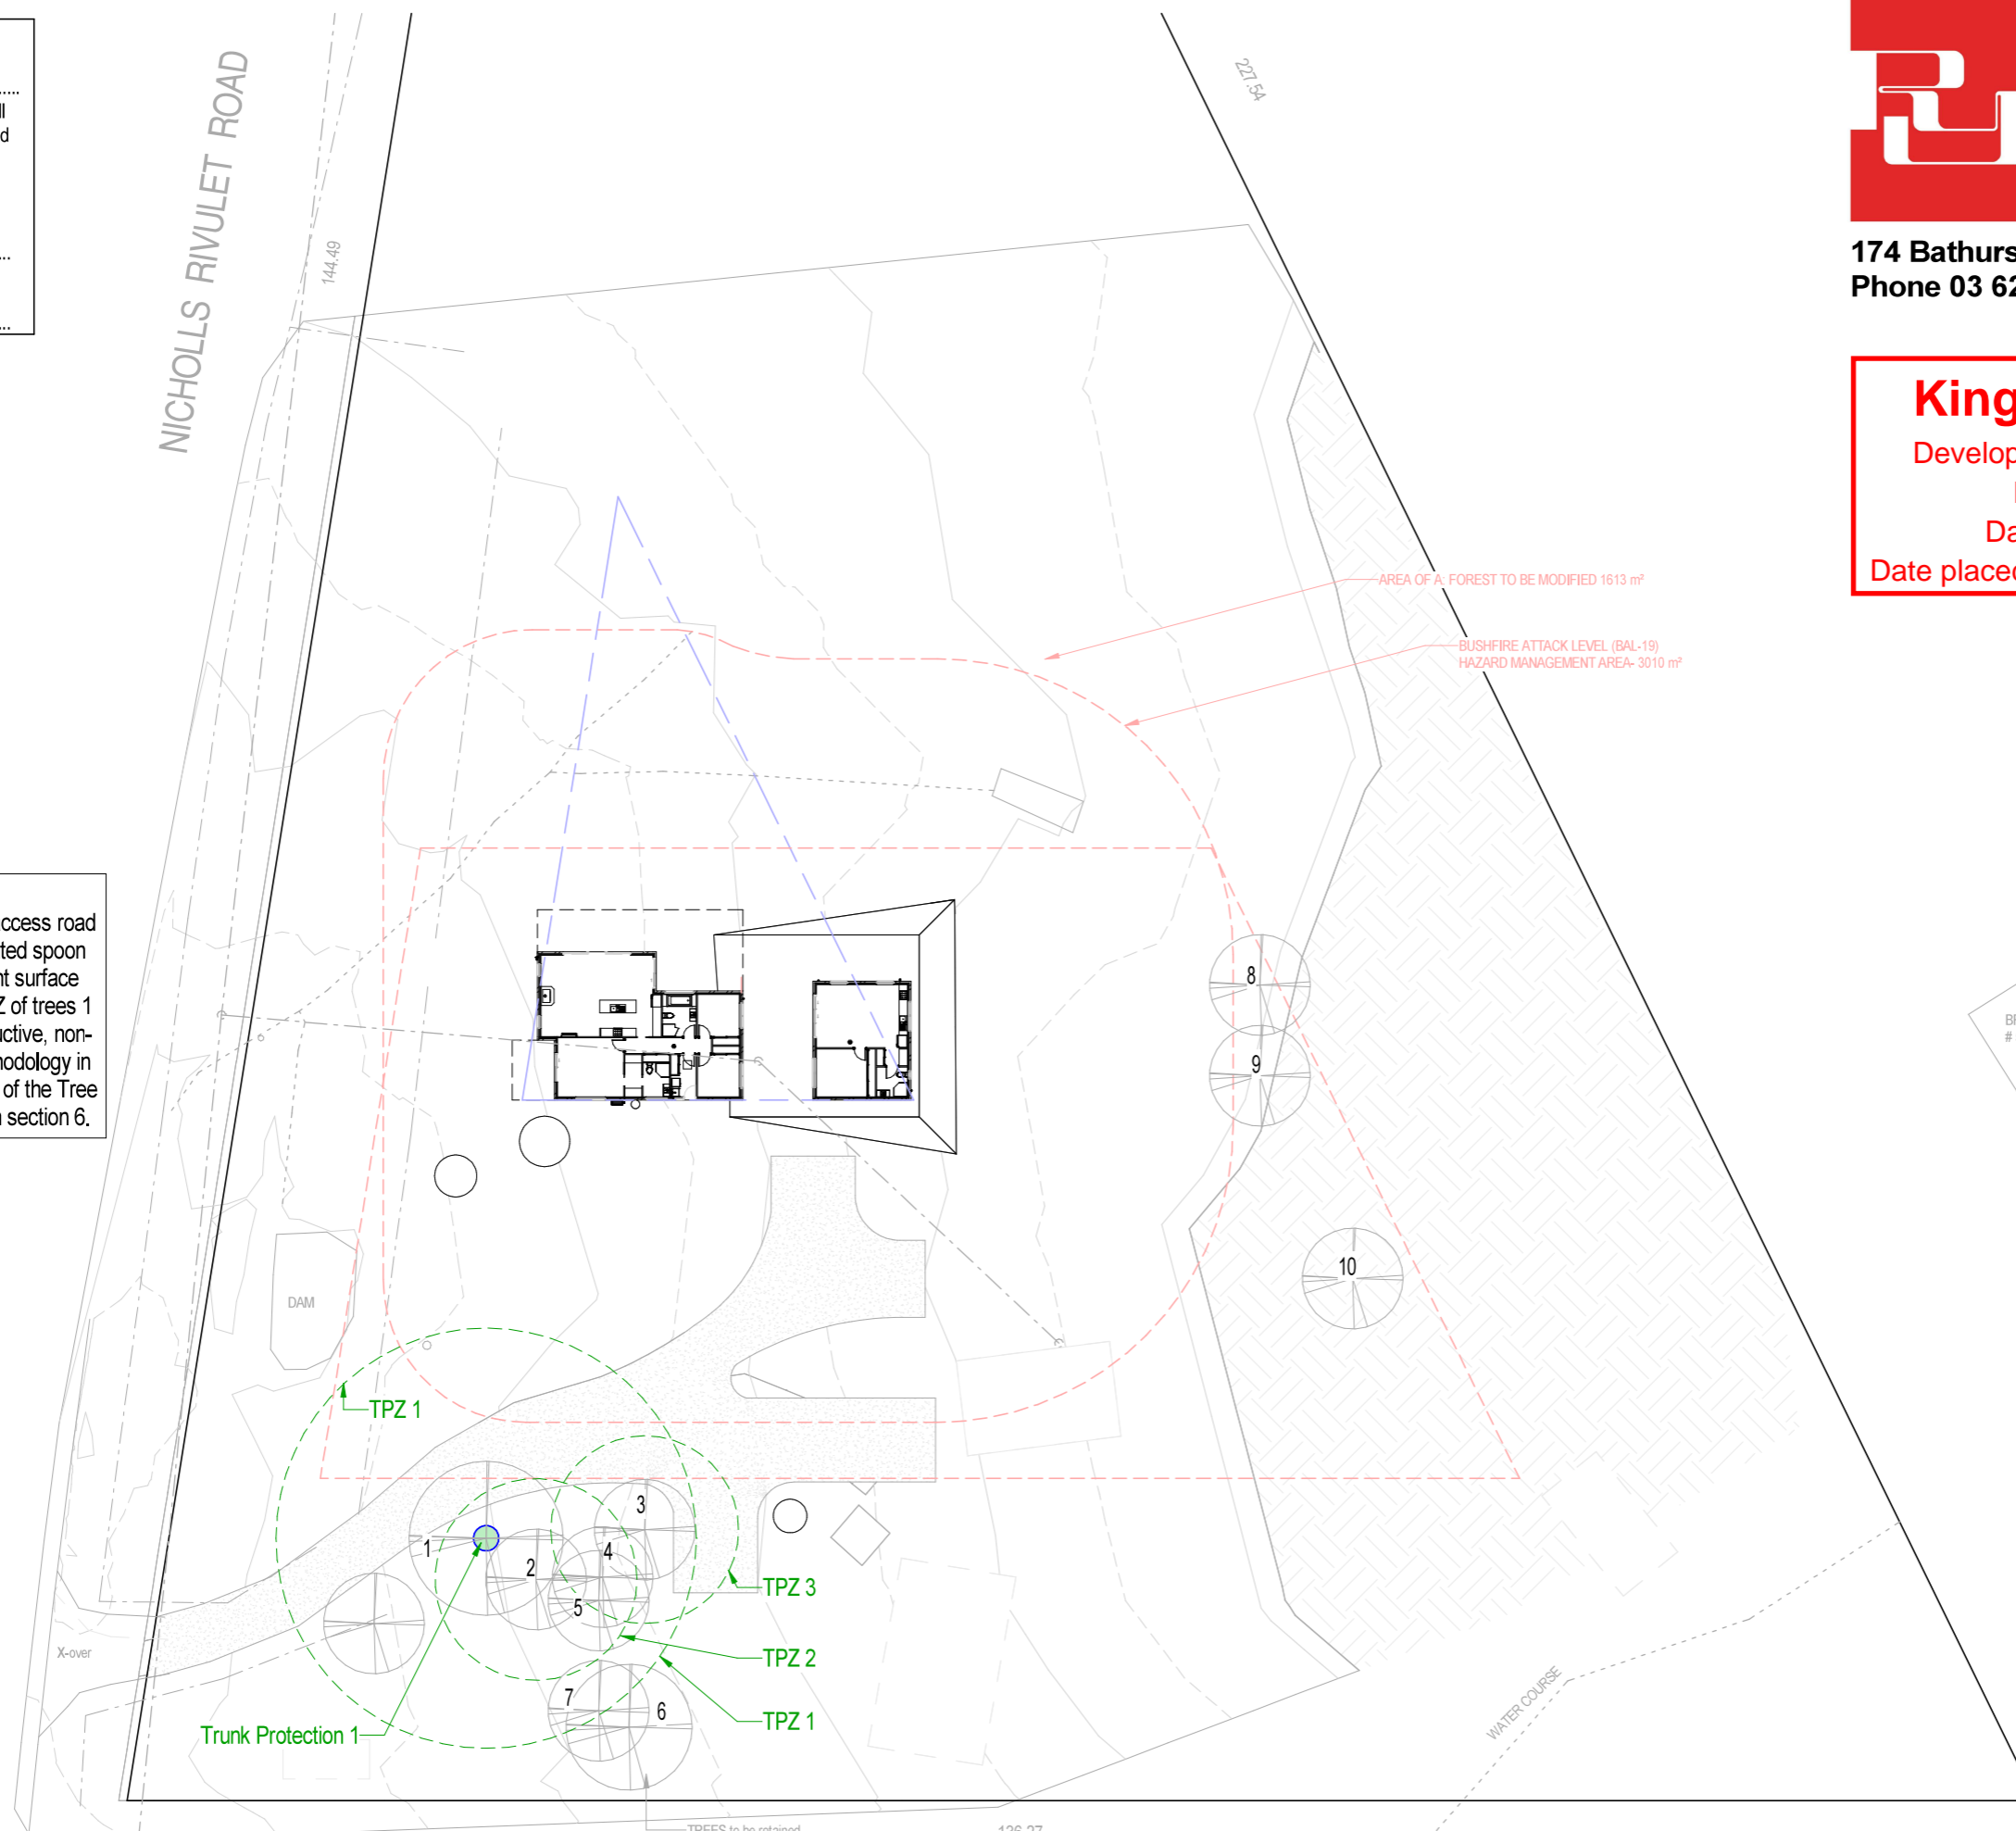 NICHOLLS RIVULET ROAD
144.49
227.54
174 Bathurs
Phone 03 62
King
Develop
Da
Date placed
AREA OF A: FOREST TO BE MODIFIED 1613 m²
BUSHFIRE ATTACK LEVEL (BAL-19)
HAZARD MANAGEMENT AREA- 3010 m²
ccess road
ted spoon
nt surface
Z of trees 1
uctive, non-
hodology in
of the Tree
n section 6.
8
9
10
DAM
TPZ 1
1
2
3
4
5
TPZ 3
TPZ 2
TPZ 1
7
6
X-over
Trunk Protection 1
WATER COURSE
TREES to be retained
136.27